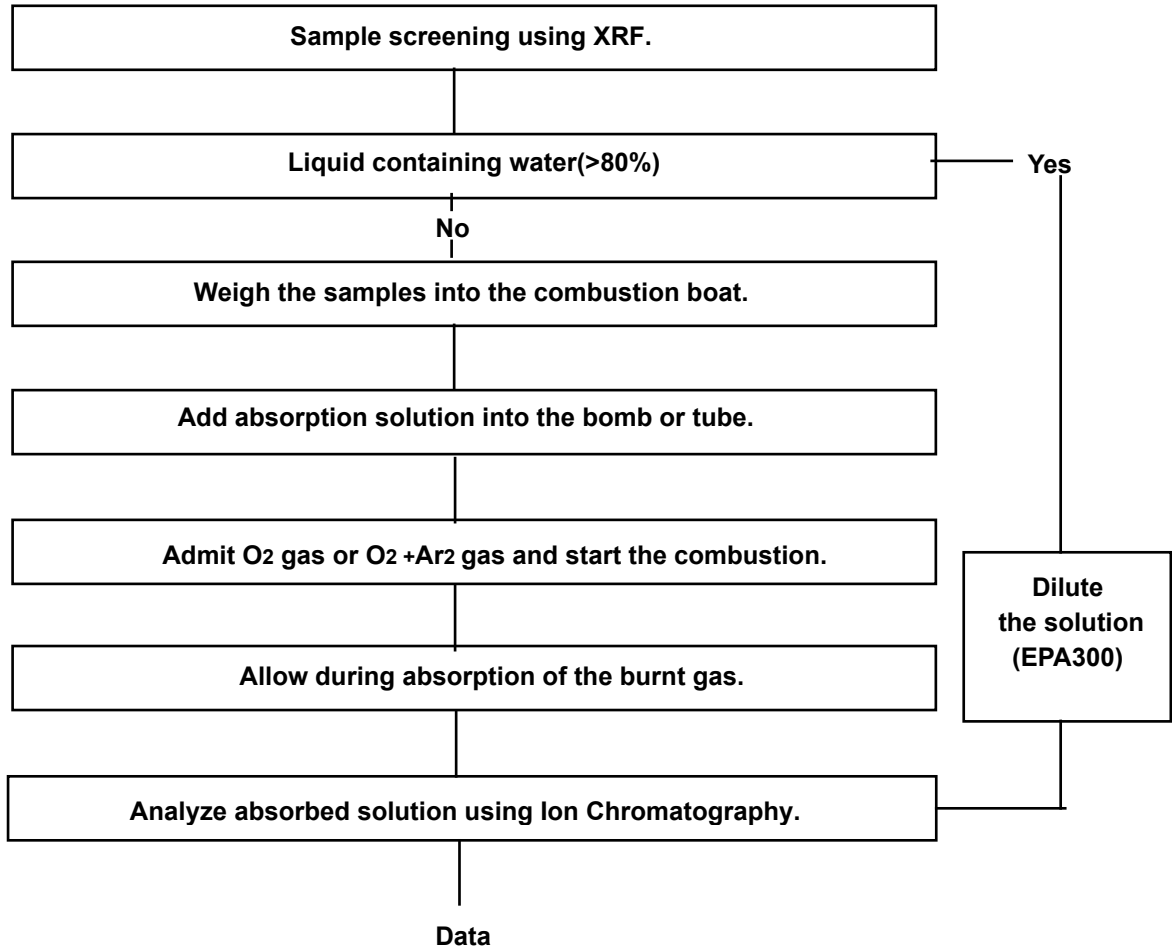 Sample screening using XRF.
Liquid containing water(>80%)
Yes
No
Weigh the samples into the combustion boat.
Add absorption solution into the bomb or tube.
Admit O2 gas or O2 +Ar2 gas and start the combustion.
Dilute
the solution
(EPA300)
Allow during absorption of the burnt gas.
Analyze absorbed solution using Ion Chromatography.
Data